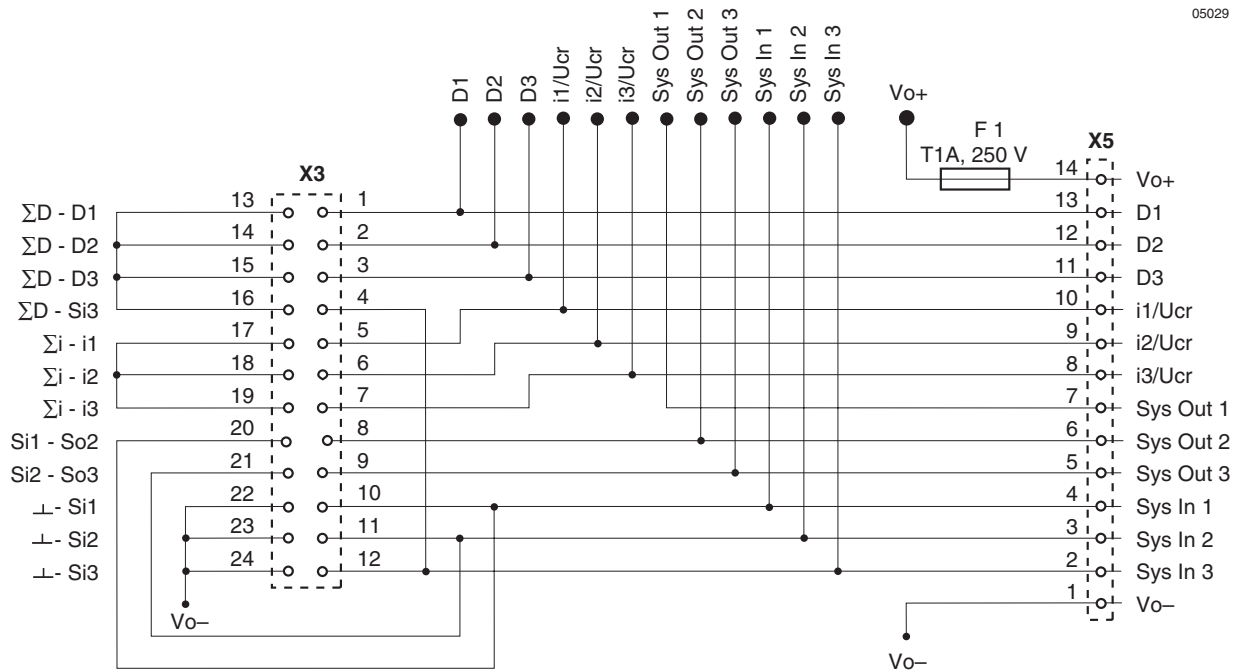 05029
D1
D2
D3
i1/Ucr
i2/Ucr
i3/Ucr
Sys Out 1
Sys Out 2
Sys Out 3
Sys In 1
Sys In 2
Sys In 3
Vo+
F 1
T1A, 250 V
X5
X3
14 Vo+
∑D - D1 13 1 13 D1
∑D - D2 14 2 12 D2
∑D - D3 15 3 11 D3
∑D - Si3 16 4 10 i1/Ucr
∑i - i1 17 5 9 i2/Ucr
∑i - i2 18 6 8 i3/Ucr
∑i - i3 19 7 7 Sys Out 1
Si1 - So2 20 8 6 Sys Out 2
Si2 - So3 21 9 5 Sys Out 3
⊥- Si1 22 10 4 Sys In 1
⊥- Si2 23 11 3 Sys In 2
⊥- Si3 24 12 2 Sys In 3
1 Vo–
Vo–
Vo–